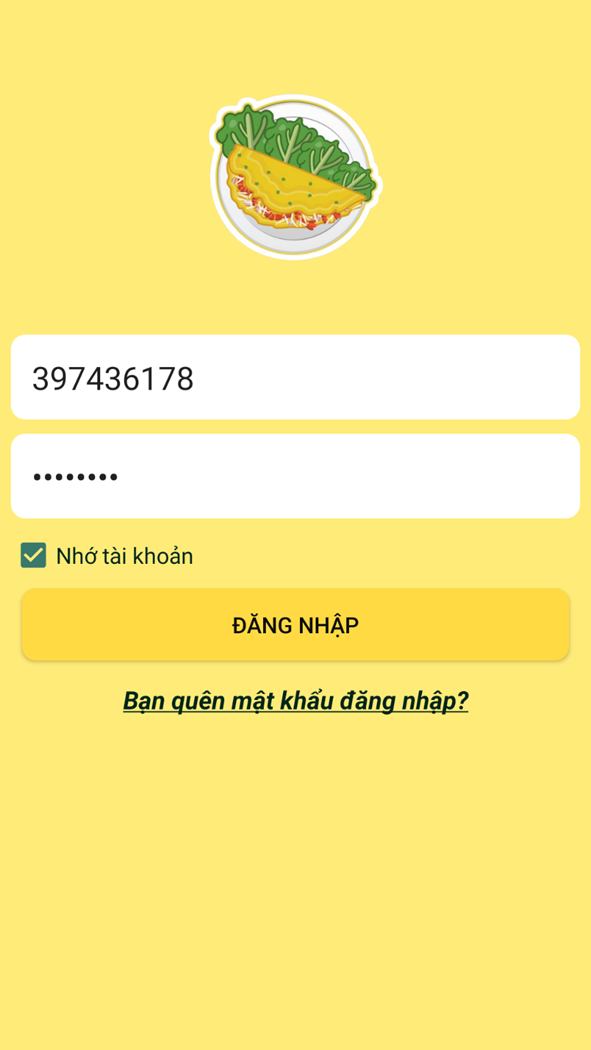 397436178
••••••••
Nhớ tài khoản
ĐĂNG NHẬP
Bạn quên mật khẩu đăng nhập?